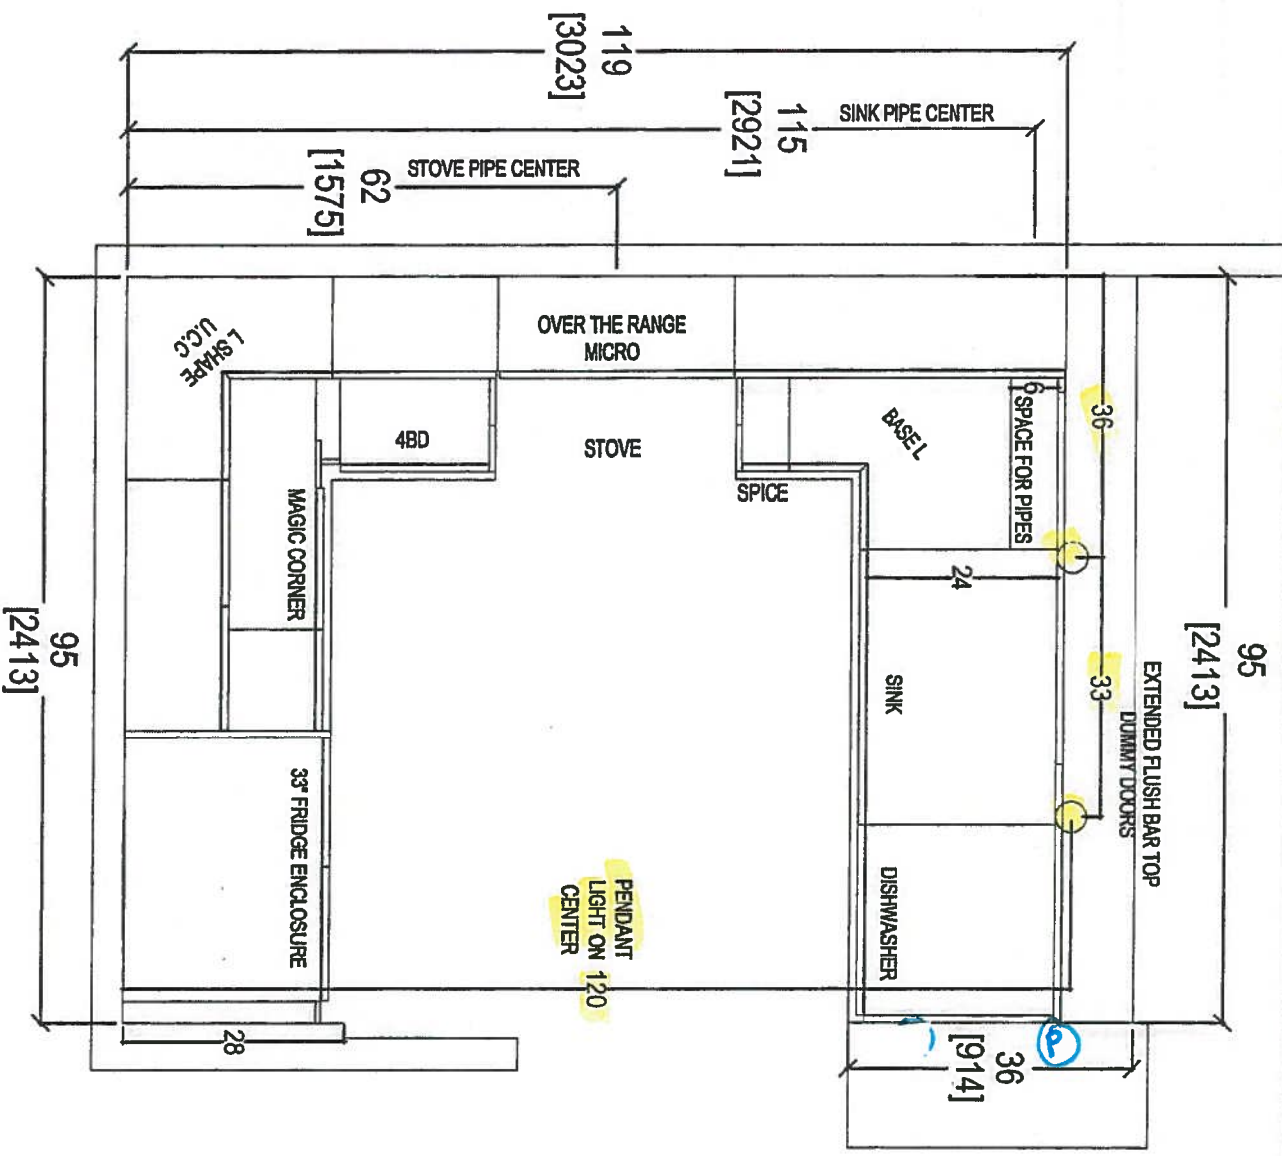 119
[3023]
SINK PIPE CENTER
115
[2921]
STOVE PIPE CENTER
62
[1575]
95
[2413]
EXTENDED FLUSH BAR TOP
DUMMY DOORS
L SHAPE
U.C.C
OVER THE RANGE
MICRO
4BD
STOVE
SPICE
BASE L
6
SPACE FOR PIPES
36
33
24
MAGIC CORNER
SINK
33" FRIDGE ENCLOSURE
DISHWASHER
PENDANT
LIGHT ON 120
CENTER
28
36
[914]
P
95
[2413]